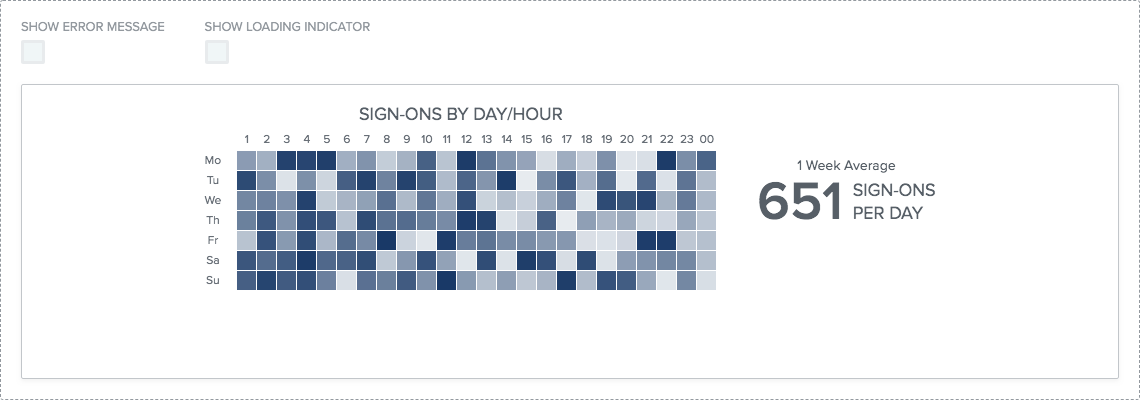 SHOW ERROR MESSAGE SHOW LOADING INDICATOR
SIGN-ONS BY DAY/HOUR
1 2 3 4 5 6 7 8 9 10 11 12 13 14 15 16 17 18 19 20 21 22 23 00
Mo
Tu
We
Th
Fr
Sa
Su
1 Week Average
651 SIGN-ONS
PER DAY